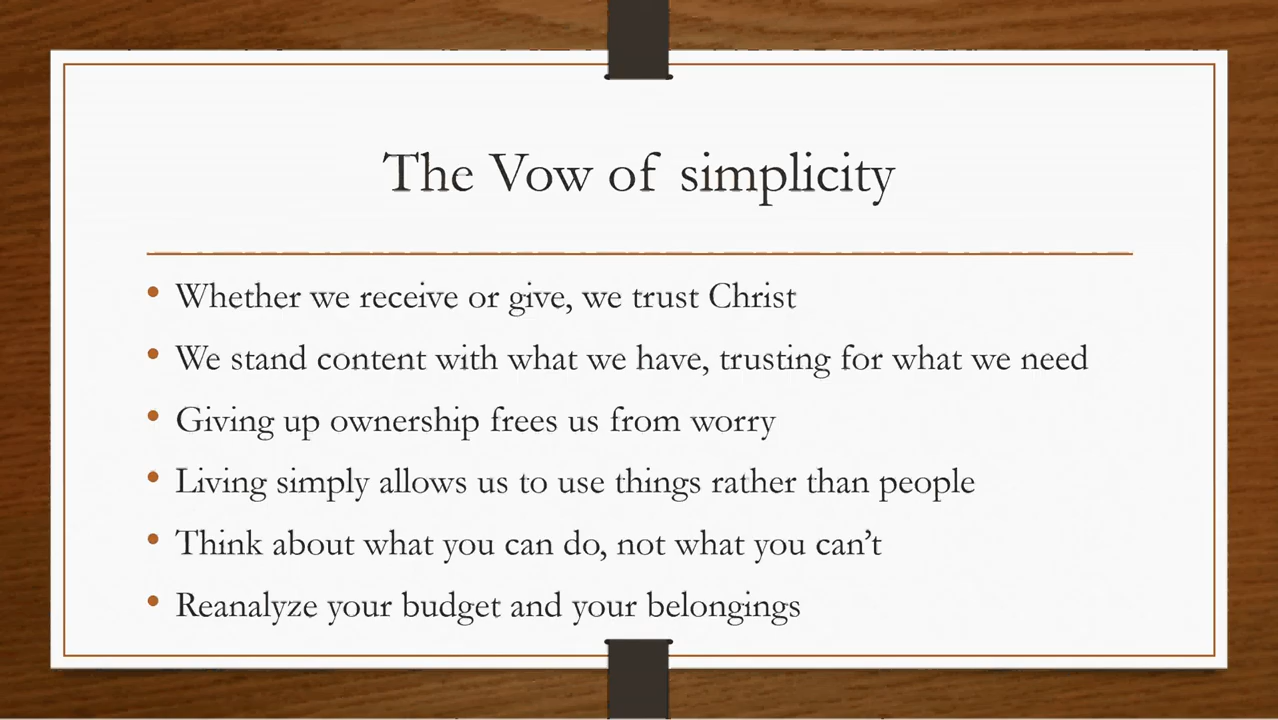 The Vow of simplicity
• Whether we receive or give, we trust Christ
• We stand content with what we have, trusting for what we need
• Giving up ownership frees us from worry
• Living simply allows us to use things rather than people
• Think about what you can do, not what you can’t
• Reanalyze your budget and your belongings